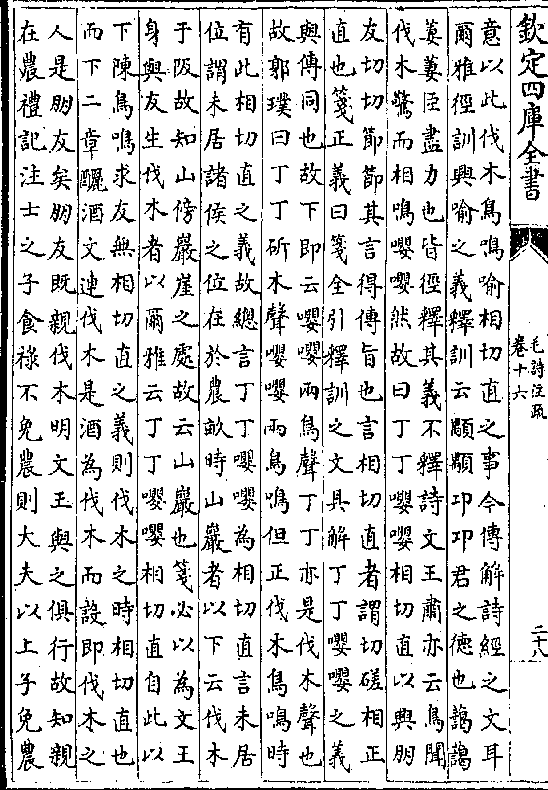 欽定四庫全書
毛詩注疏
卷十六
二十八
意以此伐木鳥鳴喻相切直之事今傳解詩經之文耳
爾雅徑訓興喻之義釋訓云顒顒卬卬君之德也藹藹
萋萋臣盡力也皆徑釋其義不釋詩文王肅亦云鳥聞
伐木驚而相鳴嚶嚶然故曰丁丁嚶嚶相切直以興朋
友切切節節其言得傳旨也言相切直者謂切磋相正
直也箋正義曰箋全引釋訓之文具解丁丁嚶嚶之義
與傳同也故下即云嚶嚶兩鳥聲丁丁亦是伐木聲也
故郭璞曰丁丁斫木聲嚶嚶兩鳥鳴但正伐木鳥鳴時
有此相切直之義故總言丁丁嚶嚶為相切直言未居
位謂未居諸侯之位在於農畝時山巖者以下云伐木
于阪故知山傍巖崖之處故云山巖也箋必以為文王
身與友生伐木者以爾雅云丁丁嚶嚶相切直自此以
下陳鳥鳴求友無相切直之義則伐木之時相切直也
而下二章釃酒文連伐木是酒為伐木而設即伐木之
人是朋友矣朋友既親伐木明文王與之俱行故知親
在農禮記注士之子食祿不免農則大夫以上子免農